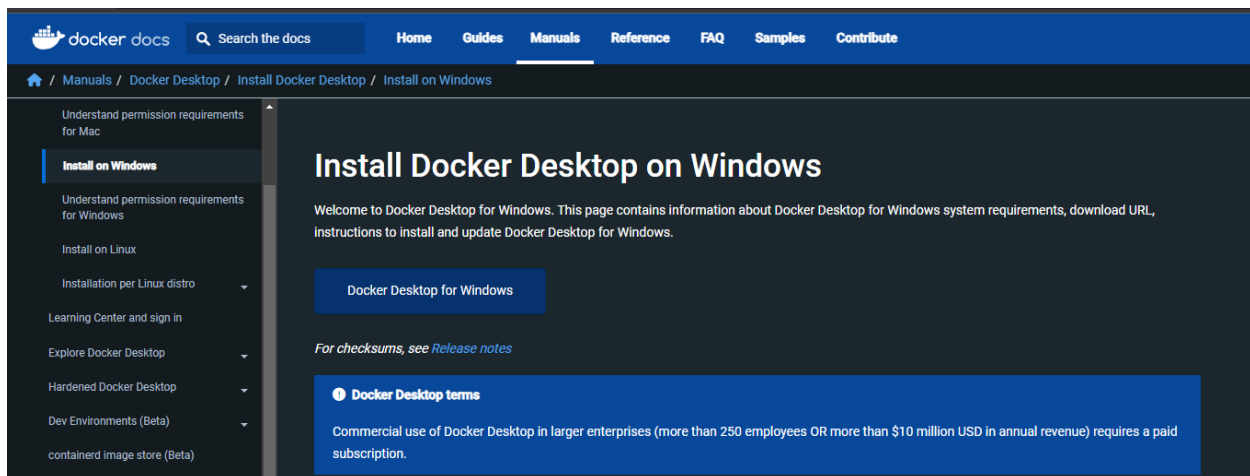 docker docs
Search the docs
Home Guides Manuals Reference FAQ Samples Contribute
/ Manuals / Docker Desktop / Install Docker Desktop / Install on Windows
Understand permission requirements
for Mac
Install on Windows
Understand permission requirements
for Windows
Install on Linux
Installation per Linux distro
Learning Center and sign in
Explore Docker Desktop
Hardened Docker Desktop
Dev Environments (Beta)
containerd image store (Beta)
Install Docker Desktop on Windows
Welcome to Docker Desktop for Windows. This page contains information about Docker Desktop for Windows system requirements, download URL,
instructions to install and update Docker Desktop for Windows.
Docker Desktop for Windows
For checksums, see Release notes
Docker Desktop terms
Commercial use of Docker Desktop in larger enterprises (more than 250 employees OR more than $10 million USD in annual revenue) requires a paid
subscription.